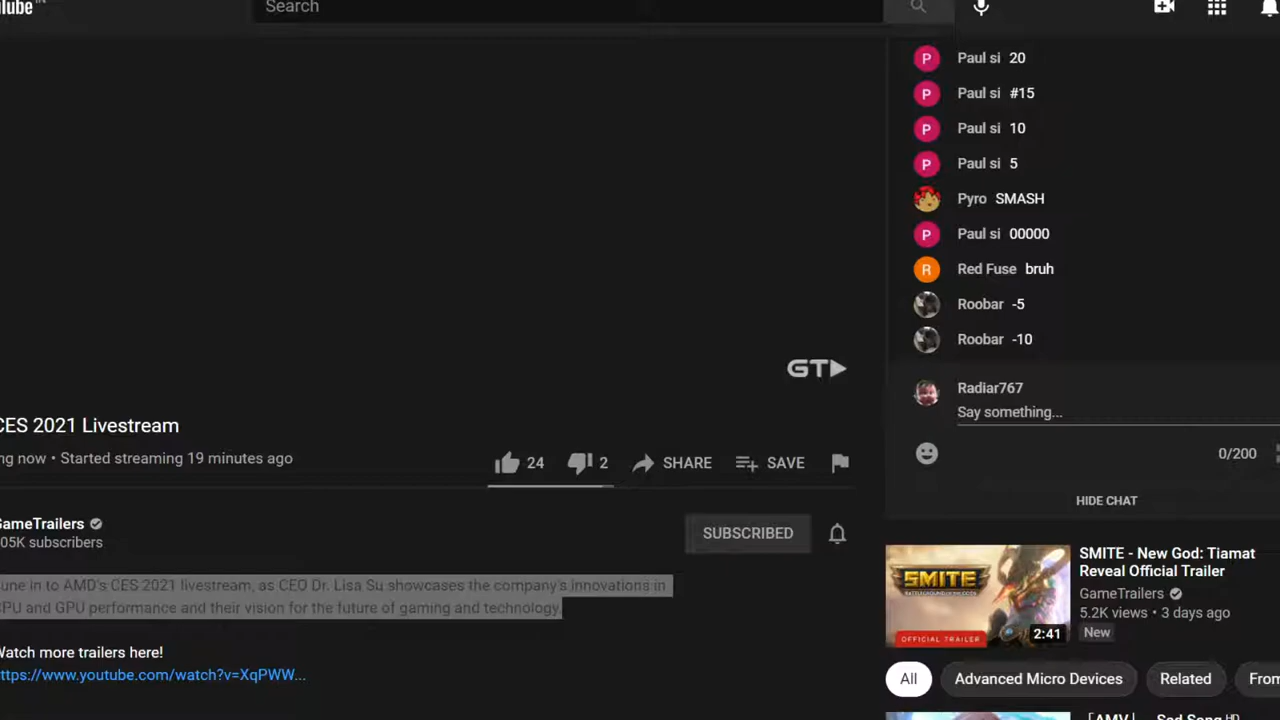 ulube
Search
Paul si 20
Paul si #15
Paul si 10
Paul si 5
Pyro SMASH
Paul si 00000
Red Fuse bruh
Roobar -5
Roobar -10
GT
Radiar767
Say something...
0/200
HIDE CHAT
CES 2021 Livestream
ng now • Started streaming 19 minutes ago
24
2
SHARE
SAVE
GameTrailers
05K subscribers
SUBSCRIBED
une in to AMD's CES 2021 livestream, as CEO Dr. Lisa Su showcases the company's innovations in
CPU and GPU performance and their vision for the future of gaming and technology.
Watch more trailers here!
ttps://www.youtube.com/watch?v=XqPWW...
SMITE
OFFICIAL TRAILER
2:41
SMITE - New God: Tiamat
Reveal Official Trailer
GameTrailers
5.2K views • 3 days ago
New
All
Advanced Micro Devices
Related
From
「AMV」 Sad Song ᴴᴰ